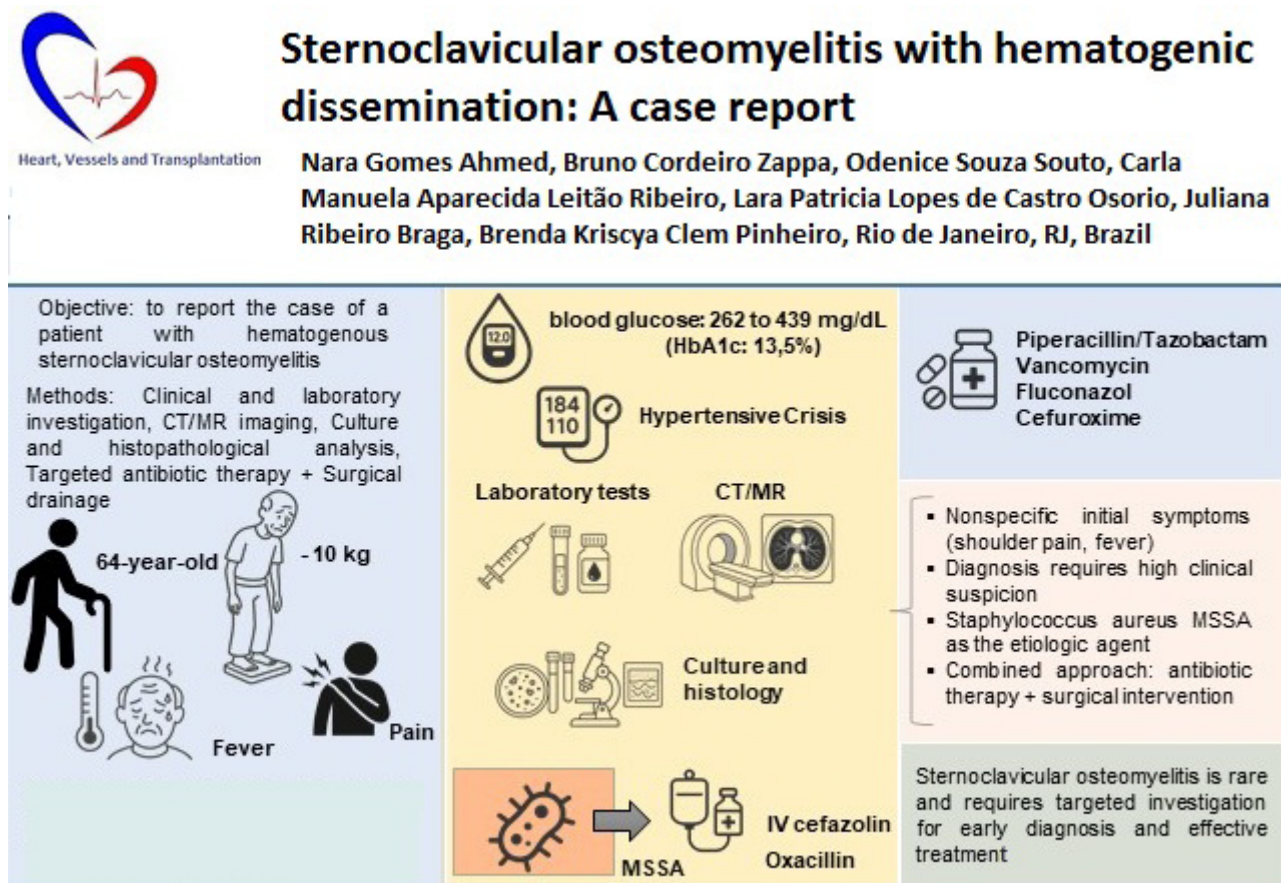 Sternoclavicular osteomyelitis with hematogenic
dissemination: A case report
Heart, Vessels and Transplantation
Nara Gomes Ahmed, Bruno Cordeiro Zappa, Odenice Souza Souto, Carla
Manuela Aparecida Leitão Ribeiro, Lara Patricia Lopes de Castro Osorio, Juliana
Ribeiro Braga, Brenda Kriscya Clem Pinheiro, Rio de Janeiro, RJ, Brazil
Objective: to report the case of a
patient with hematogenous
sternoclavicular osteomyelitis
Methods: Clinical and laboratory
investigation, CT/MR imaging, Culture
and histopathological analysis,
Targeted antibiotic therapy + Surgical
drainage
64-year-old
- 10 kg
Fever
Pain
12.0
blood glucose: 262 to 439 mg/dL
(HbA1c: 13,5%)
184
110
Hypertensive Crisis
Laboratory tests
CT/MR
Culture and
histology
MSSA
IV cefazolin
Oxacillin
Piperacillin/Tazobactam
Vancomycin
Fluconazol
Cefuroxime
▪ Nonspecific initial symptoms
(shoulder pain, fever)
▪ Diagnosis requires high clinical
suspicion
▪ Staphylococcus aureus MSSA
as the etiologic agent
▪ Combined approach: antibiotic
therapy + surgical intervention
Sternoclavicular osteomyelitis is rare
and requires targeted investigation
for early diagnosis and effective
treatment